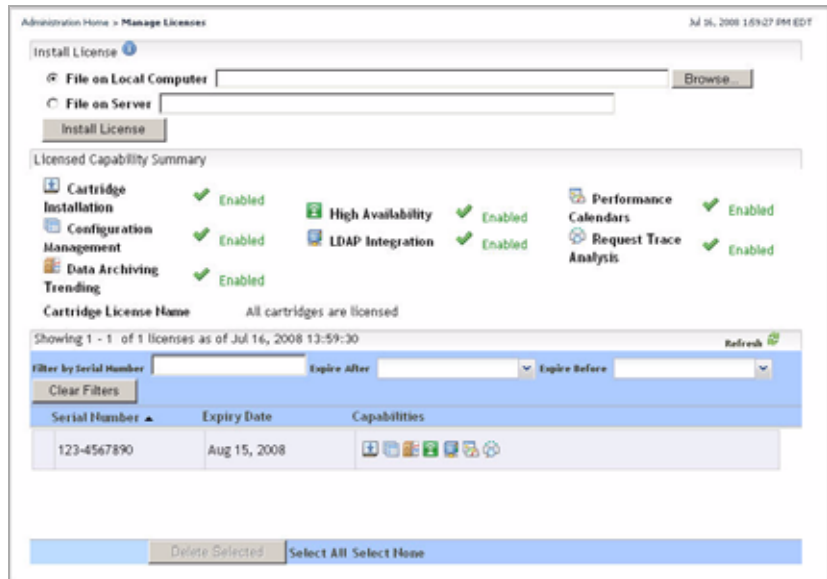 Administration Home > Manage Licenses
Jul 16, 2008 1:59:27 PM EDT
Install License
File on Local Computer
Browse...
File on Server
Install License
Licensed Capability Summary
Cartridge Installation
Enabled
High Availability
Enabled
Performance Calendars
Enabled
Configuration Management
Enabled
LDAP Integration
Enabled
Request Trace Analysis
Enabled
Data Archiving Trending
Enabled
Cartridge License Name
All cartridges are licensed
Showing 1 - 1 of 1 licenses as of Jul 16, 2008 13:59:30
Refresh
Filter by Serial Number
Expire After
Expire Before
Clear Filters
Serial Number
Expiry Date
Capabilities
123-4567890
Aug 15, 2008
Delete Selected
Select All Select None